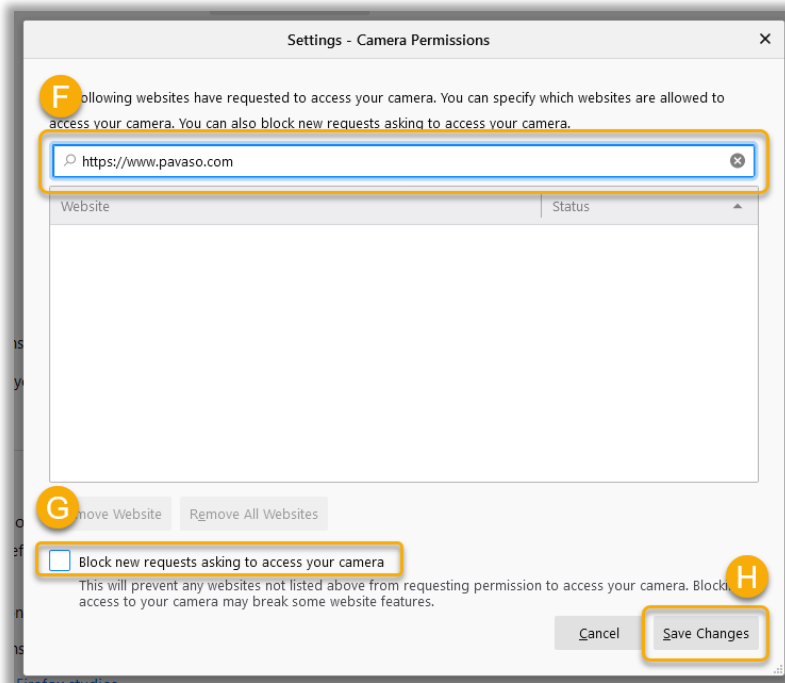 Settings - Camera Permissions
F
ollowing websites have requested to access your camera. You can specify which websites are allowed to
access your camera. You can also block new requests asking to access your camera.
https://www.pavaso.com
Website Status
G
move Website Remove All Websites
Block new requests asking to access your camera
H
This will prevent any websites not listed above from requesting permission to access your camera. Blocki
access to your camera may break some website features.
Cancel Save Changes
Firefox studies